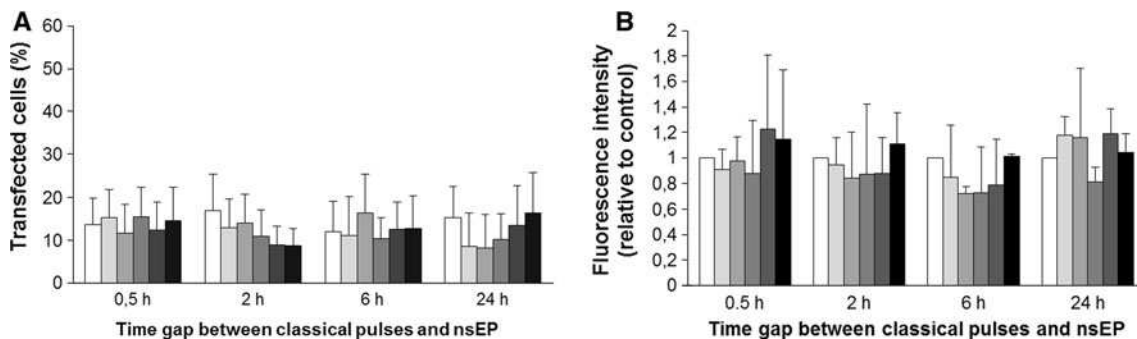 A
Transfected cells (%)
60
50
40
30
20
10
0
0,5 h
2 h
6 h
24 h
Time gap between classical pulses and nsEP
B
Fluorescence intensity
(relative to control)
2
1,8
1,6
1,4
1,2
1
0,8
0,6
0,4
0,2
0
0.5 h
2 h
6 h
24 h
Time gap between classical pulses and nsEP